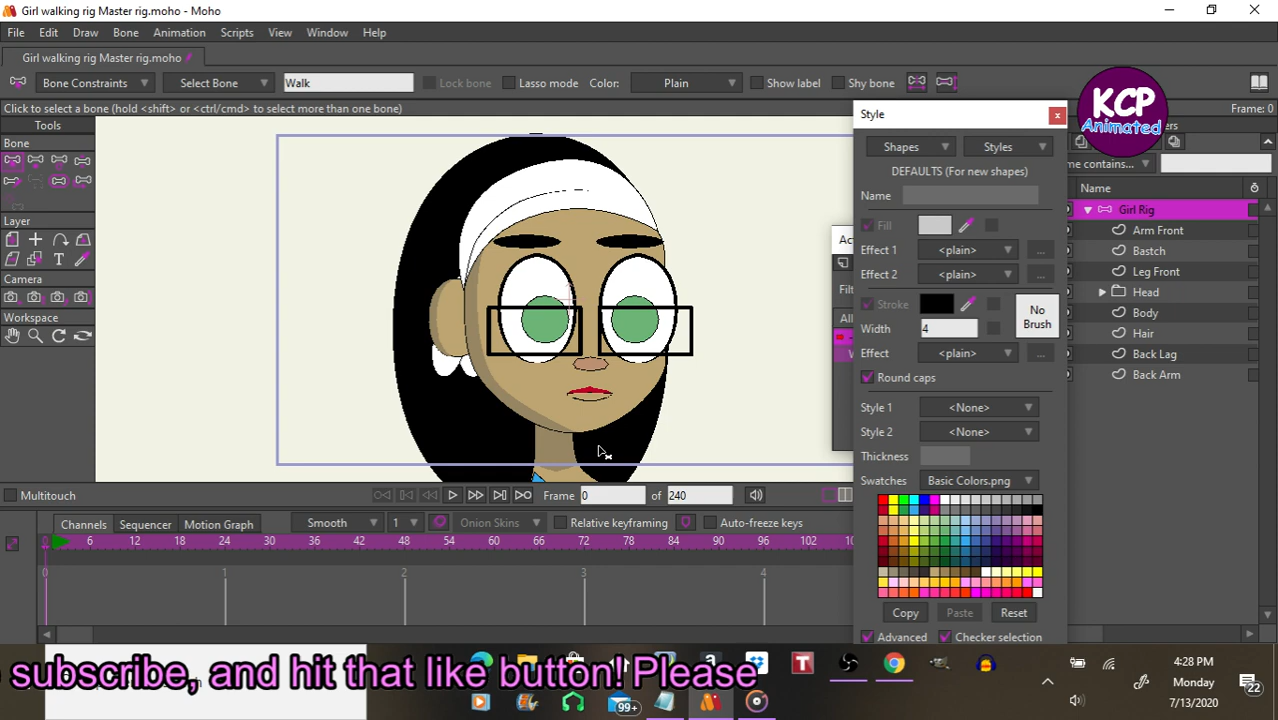 Girl walking rig Master rig.moho - Moho
File Edit Draw Bone Animation Scripts View Window Help
Girl walking rig Master rig.moho
Bone Constraints Select Bone Walk Lock bone Lasso mode Color: Plain Show label Shy bone
Click to select a bone (hold <shift> or <ctrl/cmd> to select more than one bone)
Frame: 0
KCP
Animated
Tools
Bone
Layer
Camera
Workspace
Style
Shapes Styles
DEFAULTS (For new shapes)
Name
Fill
Effect 1 <plain> ...
Effect 2 <plain> ...
Stroke
No
Brush
Width 4
Effect <plain> ...
Round caps
Style 1 <None>
Style 2 <None>
Thickness
Swatches Basic Colors.png
Copy Paste Reset
Advanced Checker selection
Name
Girl Rig
Arm Front
Bastch
Leg Front
Head
Body
Hair
Back Lag
Back Arm
Multitouch
Frame 0 of 240
Channels Sequencer Motion Graph Smooth 1 Onion Skins Relative keyframing Auto-freeze keys
0 6 12 18 24 30 36 42 48 54 60 66 72 78 84 90 96 102
0 1 2 3 4
subscribe, and hit that like button! Please
99+
4:28 PM
Monday
7/13/2020
22